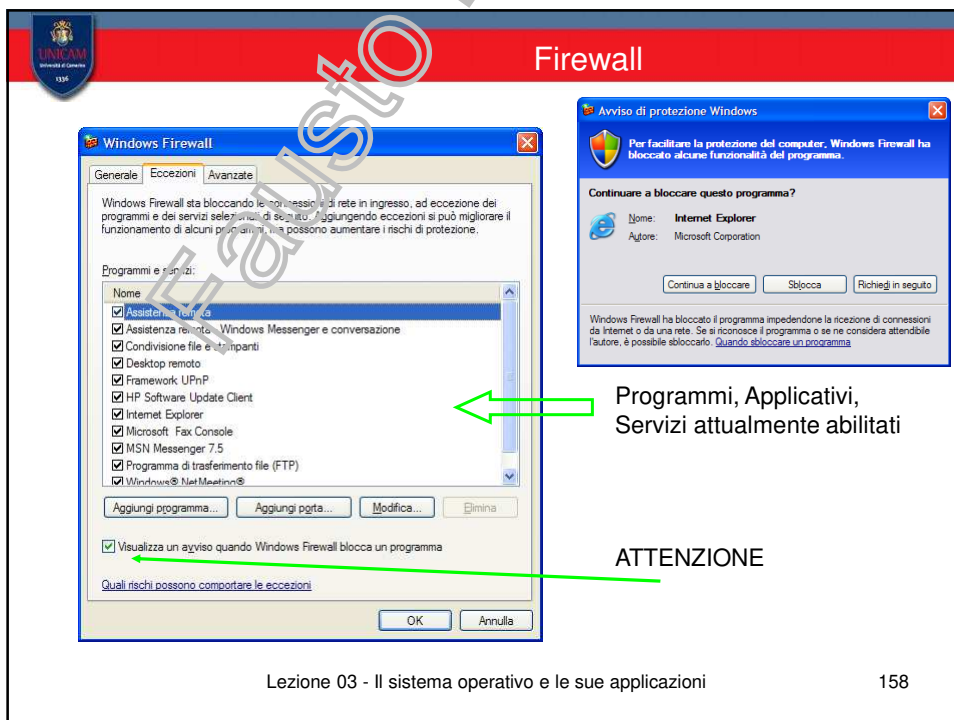 UNICAM
Università di Camerino
1336
Firewall
Fausto
Windows Firewall
Generale Eccezioni Avanzate
Windows Firewall sta bloccando le connessioni di rete in ingresso, ad eccezione dei
programmi e dei servizi selezionati di seguito. Aggiungendo eccezioni si può migliorare il
funzionamento di alcuni programmi, ma possono aumentare i rischi di protezione.
Programmi e servizi:
Nome
Assistenza remota
Assistenza remota - Windows Messenger e conversazione
Condivisione file e stampanti
Desktop remoto
Framework UPnP
HP Software Update Client
Internet Explorer
Microsoft Fax Console
MSN Messenger 7.5
Programma di trasferimento file (FTP)
Windows® NetMeeting®
Aggiungi programma... Aggiungi porta... Modifica... Elimina
Visualizza un avviso quando Windows Firewall blocca un programma
Quali rischi possono comportare le eccezioni
OK Annulla
Avviso di protezione Windows
Per facilitare la protezione del computer, Windows Firewall ha
bloccato alcune funzionalità del programma.
Continuare a bloccare questo programma?
Nome: Internet Explorer
Autore: Microsoft Corporation
Continua a bloccare Sblocca Richiedi in seguito
Windows Firewall ha bloccato il programma impedendone la ricezione di connessioni
da Internet o da una rete. Se si riconosce il programma o se ne considera attendibile
l'autore, è possibile sbloccarlo. Quando sbloccare un programma
Programmi, Applicativi,
Servizi attualmente abilitati
ATTENZIONE
Lezione 03 - Il sistema operativo e le sue applicazioni 158